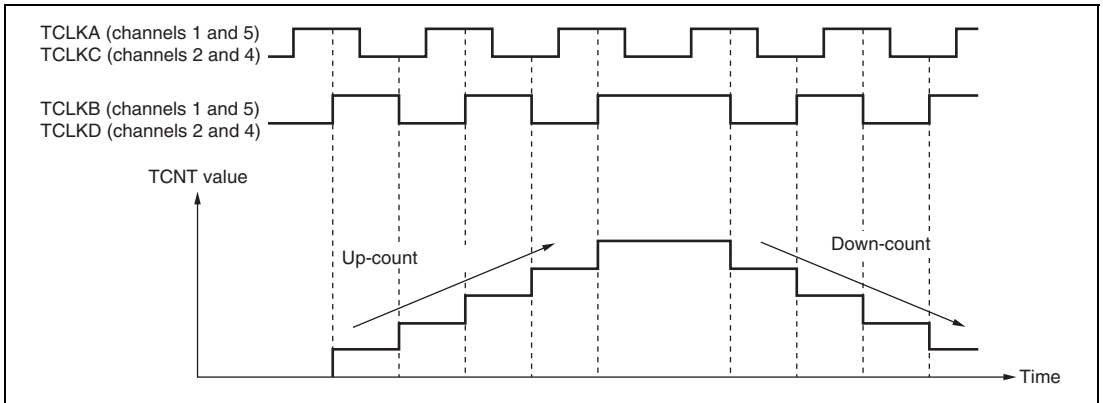 TCLKA (channels 1 and 5)
TCLKC (channels 2 and 4)
TCLKB (channels 1 and 5)
TCLKD (channels 2 and 4)
TCNT value
Up-count
Down-count
Time